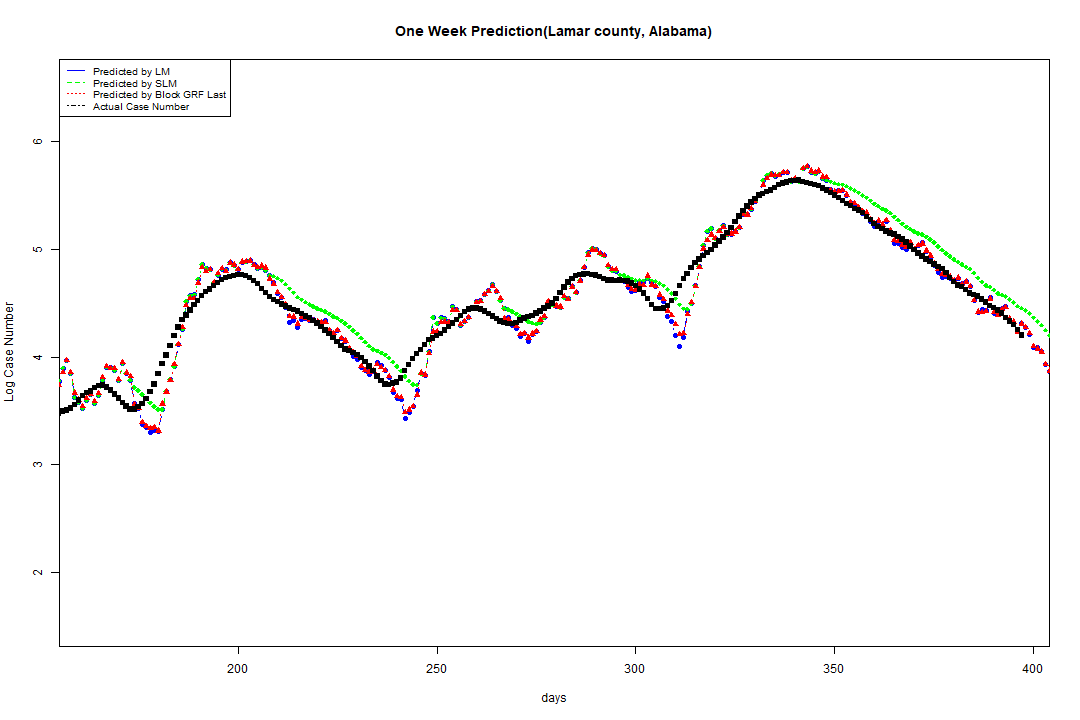 One Week Prediction(Lamar county, Alabama)
Predicted by LM
Predicted by SLM
Predicted by Block GRF Last
Actual Case Number
6
5
4
3
2
Log Case Number
200 250 300 350 400
days